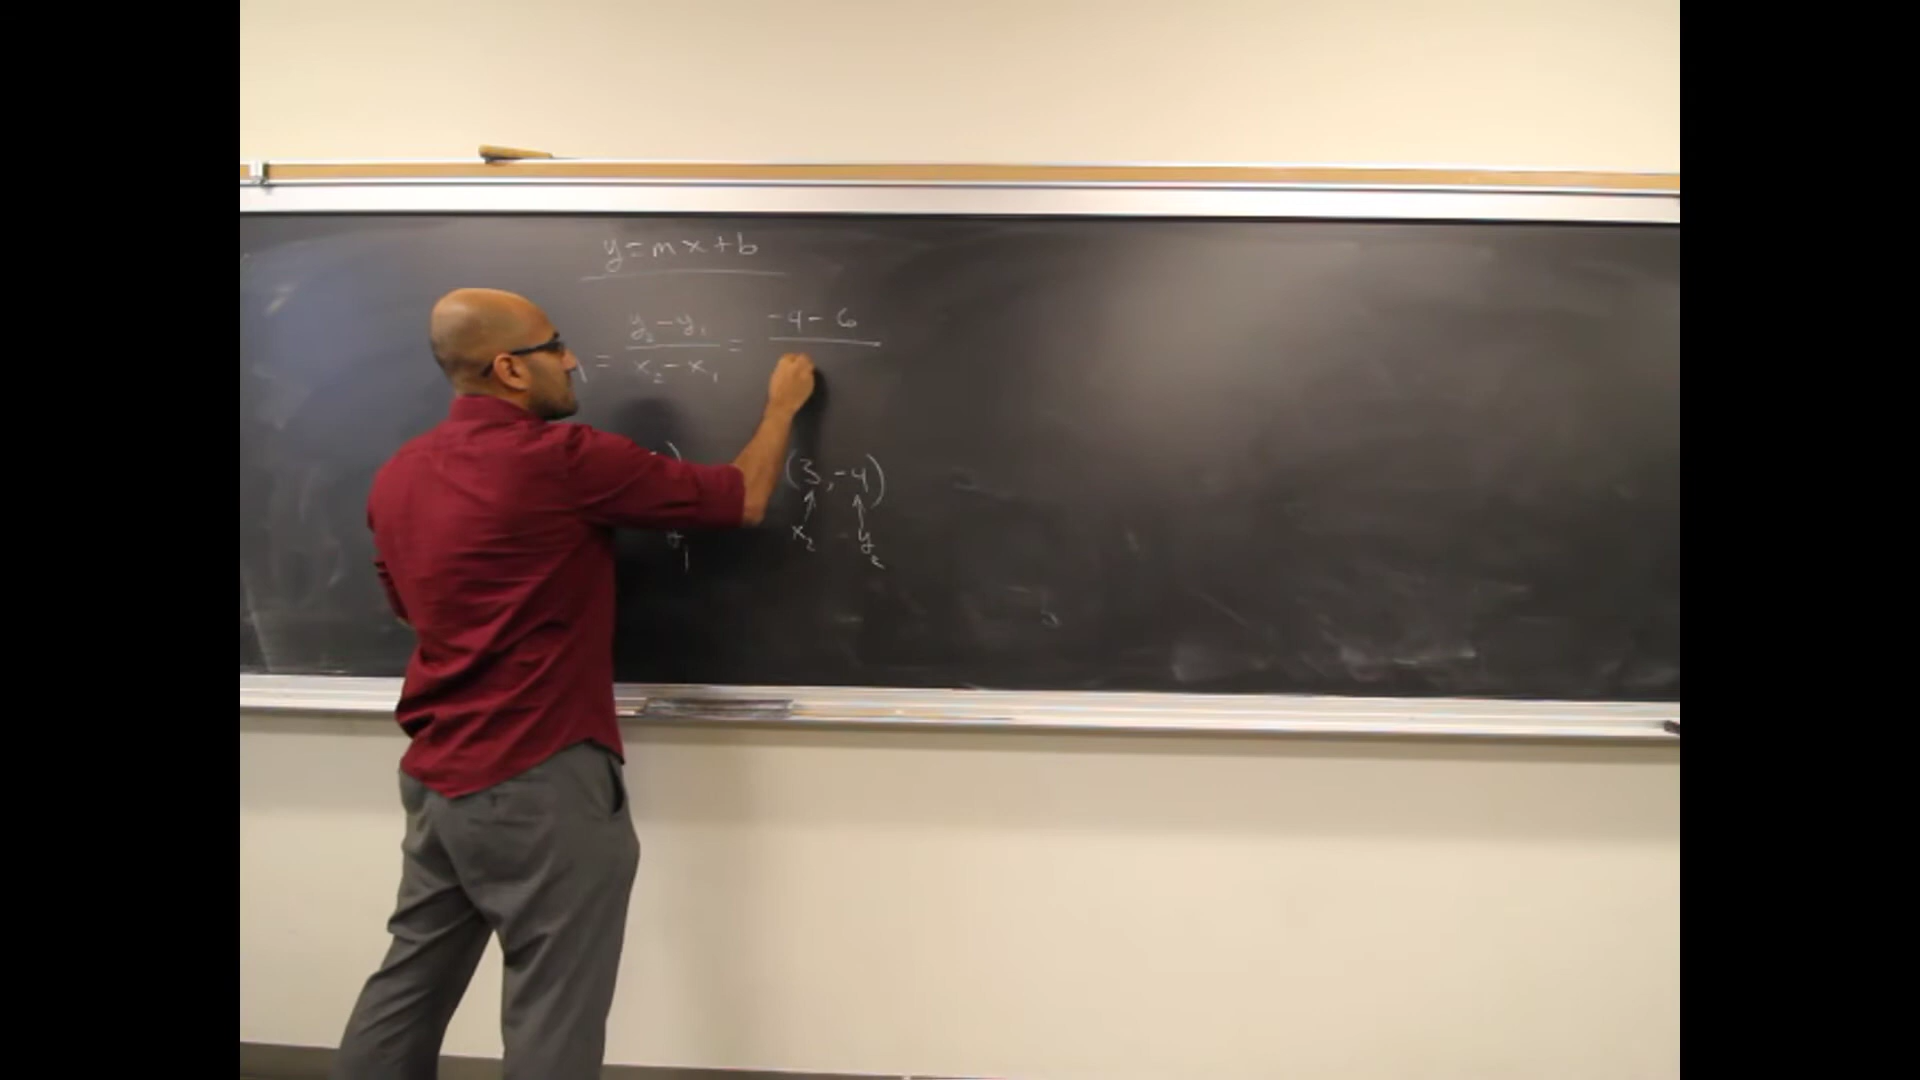 y = mx + b
= y₂ - y₁ / x₂ - x₁ = -4 - 6
) (3, -4)
y₁ x₂ y₂